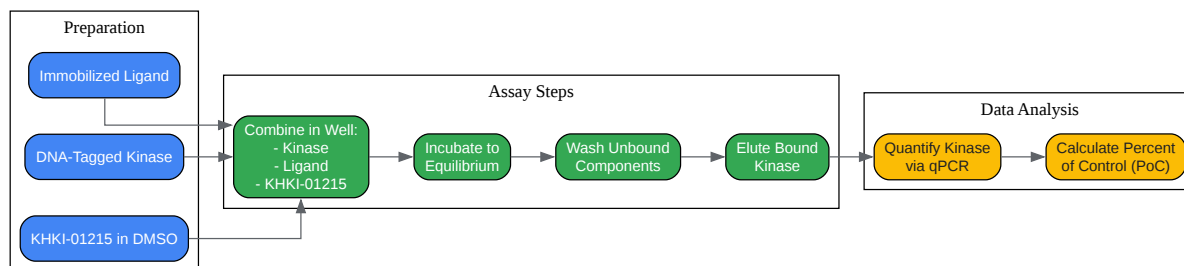 Preparation
Immobilized Ligand
DNA-Tagged Kinase
KHKI-01215 in DMSO
Assay Steps
Combine in Well:
- Kinase
- Ligand
- KHKI-01215
Incubate to
Equilibrium
Wash Unbound
Components
Elute Bound
Kinase
Data Analysis
Quantify Kinase
via qPCR
Calculate Percent
of Control (PoC)